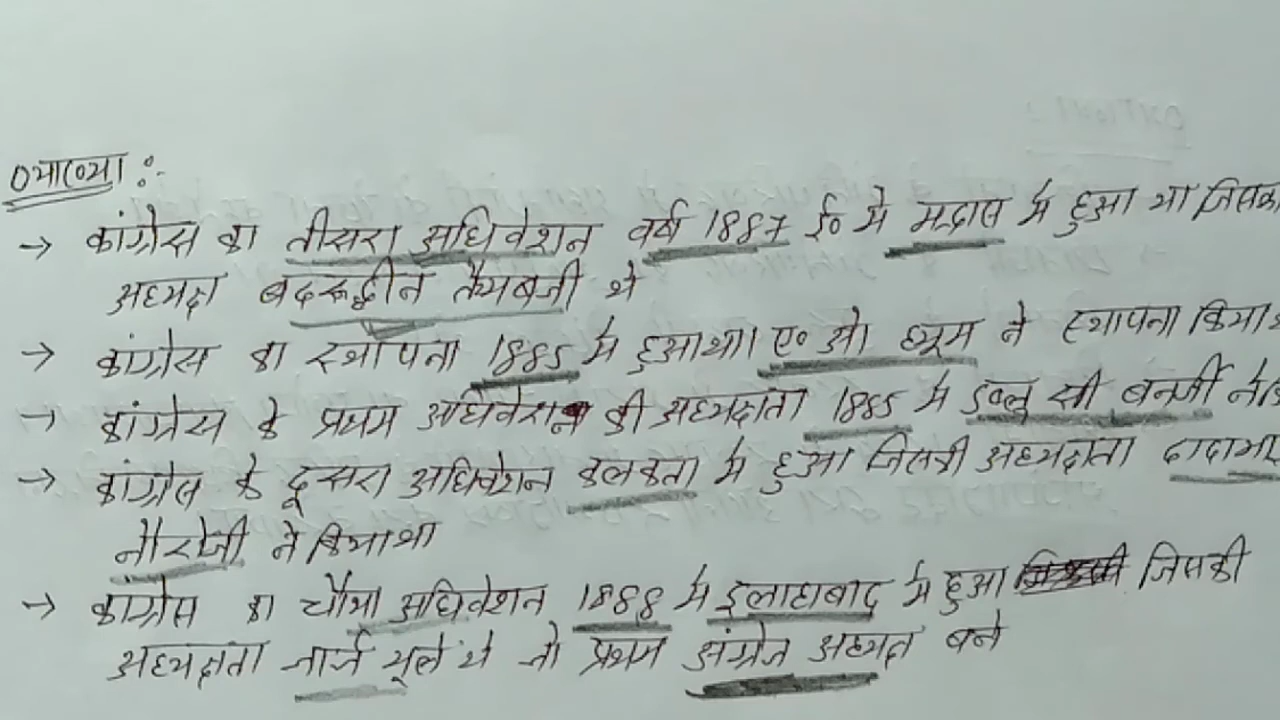 व्याख्या :-
→ कांग्रेस का तीसरा अधिवेशन वर्ष 1887 ई० मे मद्रास में हुआ था जिसका
अध्यक्ष बदरूद्दीन तैयबजी थे
→ कांग्रेस का स्थापना 1885 में हुआ था। ए० ओ० ह्यूम ने स्थापना किया
→ कांग्रेस के प्रथम अधिवेशन की अध्यक्षता 1885 में डब्लू सी बनर्जी ने
→ कांग्रेस के दूसरा अधिवेशन कलकता में हुआ जिसकी अध्यक्षता दादाभाई
नौरोजी ने किया था
→ कांग्रेस का चौथा अधिवेशन 1888 में इलाहाबाद में हुआ जिसकी
अध्यक्षता जार्ज यूले थे जो प्रथम अंग्रेज अध्यक्ष बने